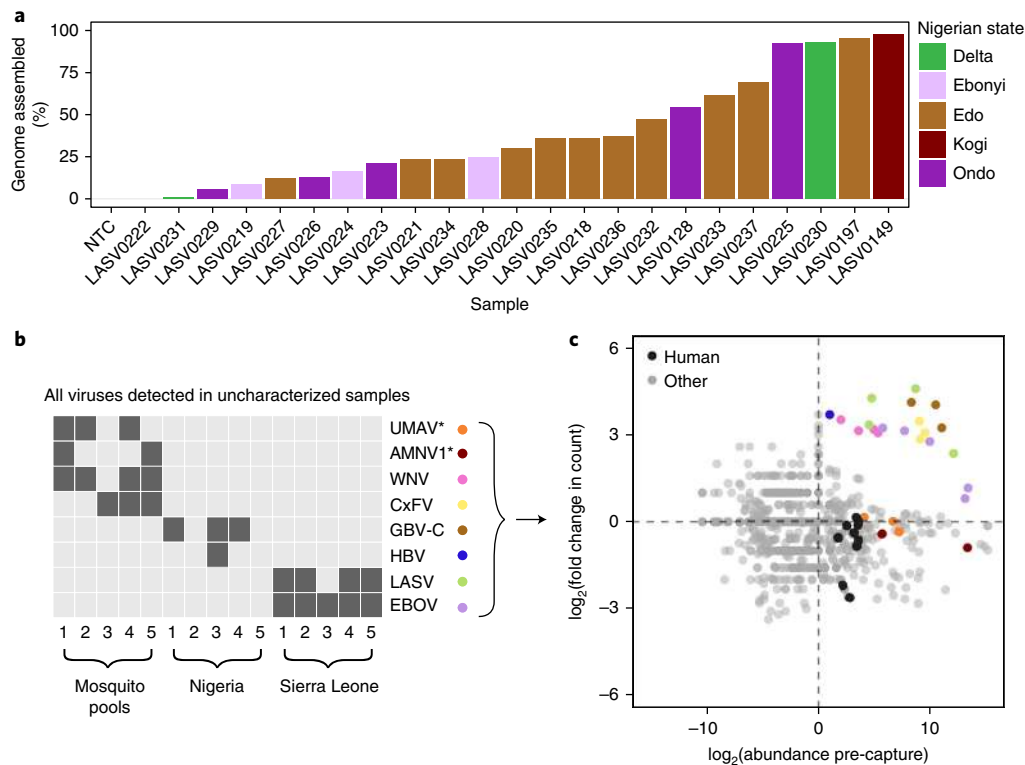 a
Genome assembled
(%)
100
75
50
25
0
NTC
LASV0222
LASV0231
LASV0229
LASV0219
LASV0227
LASV0226
LASV0224
LASV0223
LASV0221
LASV0234
LASV0228
LASV0220
LASV0235
LASV0218
LASV0236
LASV0232
LASV0128
LASV0233
LASV0237
LASV0225
LASV0230
LASV0197
LASV0149
Sample
Nigerian state
Delta
Ebonyi
Edo
Kogi
Ondo
b
All viruses detected in uncharacterized samples
UMAV*
AMNV1*
WNV
CxFV
GBV-C
HBV
LASV
EBOV
1 2 3 4 5 1 2 3 4 5 1 2 3 4 5
Mosquito
pools
Nigeria
Sierra Leone
c
Human
Other
log₂(fold change in count)
6
3
0
−3
−6
−10 0 10
log₂(abundance pre-capture)